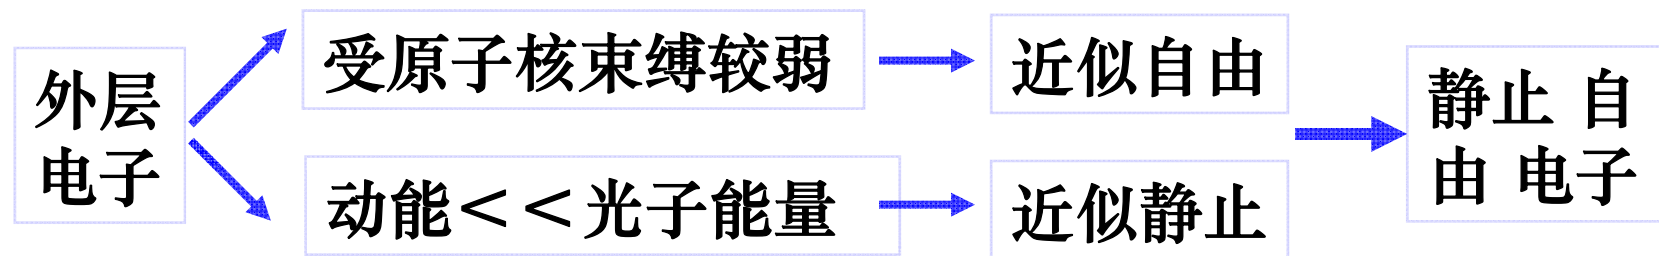 外层
电子
受原子核束缚较弱
近似自由
动能<<光子能量
近似静止
静止 自
由 电子